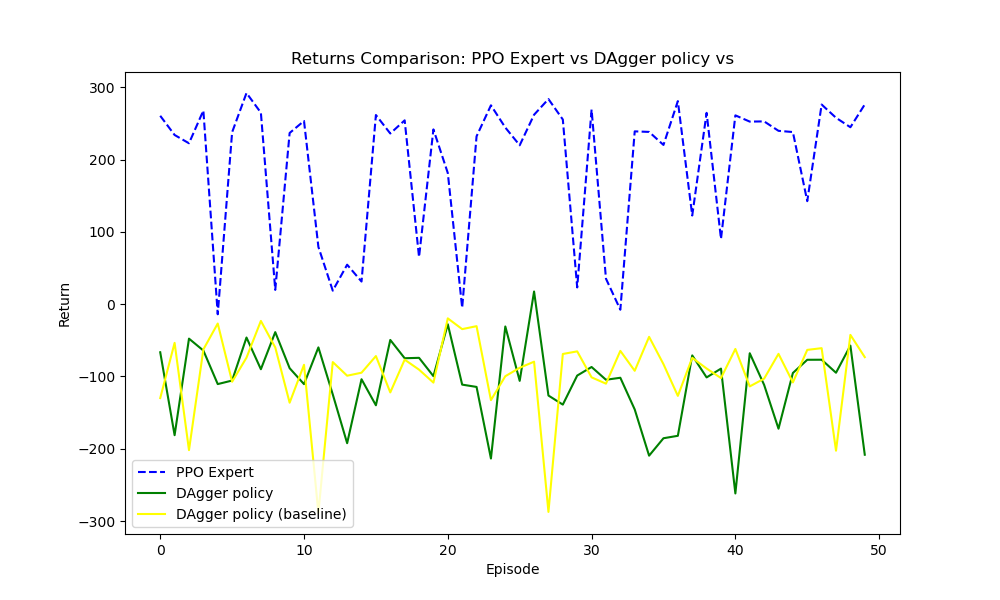 Returns Comparison: PPO Expert vs DAgger policy vs
300
200
100
0
−100
−200
−300
Return
PPO Expert
DAgger policy
DAgger policy (baseline)
0
10
20
30
40
50
Episode